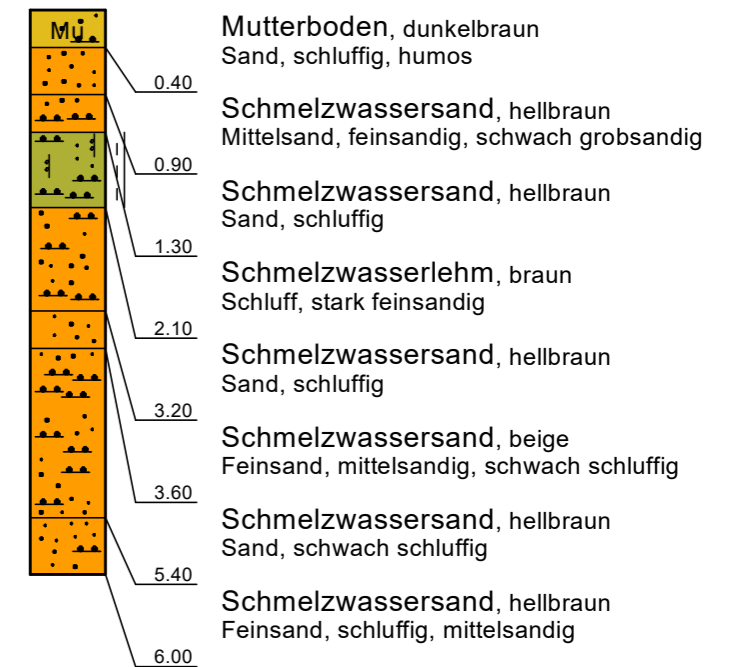 Mu
Mutterboden, dunkelbraun
Sand, schluffig, humos
0.40
Schmelzwassersand, hellbraun
Mittelsand, feinsandig, schwach grobsandig
0.90
Schmelzwassersand, hellbraun
Sand, schluffig
1.30
Schmelzwasserlehm, braun
Schluff, stark feinsandig
2.10
Schmelzwassersand, hellbraun
Sand, schluffig
3.20
Schmelzwassersand, beige
Feinsand, mittelsandig, schwach schluffig
3.60
Schmelzwassersand, hellbraun
Sand, schwach schluffig
5.40
Schmelzwassersand, hellbraun
Feinsand, schluffig, mittelsandig
6.00